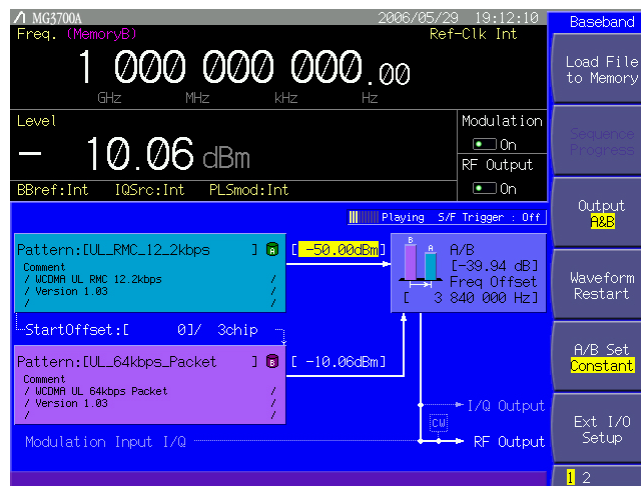 MG3700A
2006/05/29 19:12:10
Freq. (MemoryB)
Ref-Clk Int
1 000 000 000.00
GHz MHz kHz Hz
Level
- 10.06 dBm
Modulation
On
RF Output
On
BBref:Int IQSrc:Int PLSmod:Int
Playing S/F Trigger : Off
Pattern:[UL_RMC_12_2kbps ] A [ -50.00dBm]
Comment
/ WCDMA UL RMC 12.2kbps /
/ Version 1.03 /
/ /
B A
A/B
[-39.94 dB]
Freq Offset
[ 3 840 000 Hz]
StartOffset:[ 0]/ 3chip
Pattern:[UL_64kbps_Packet ] B [ -10.06dBm]
Comment
/ WCDMA UL 64kbps Packet /
/ Version 1.03 /
/ /
I/Q Output
CW
Modulation Input I/Q
RF Output
Baseband
Load File
to Memory
Sequence
Progress
Output
A&B
Waveform
Restart
A/B Set
Constant
Ext I/O
Setup
1 2